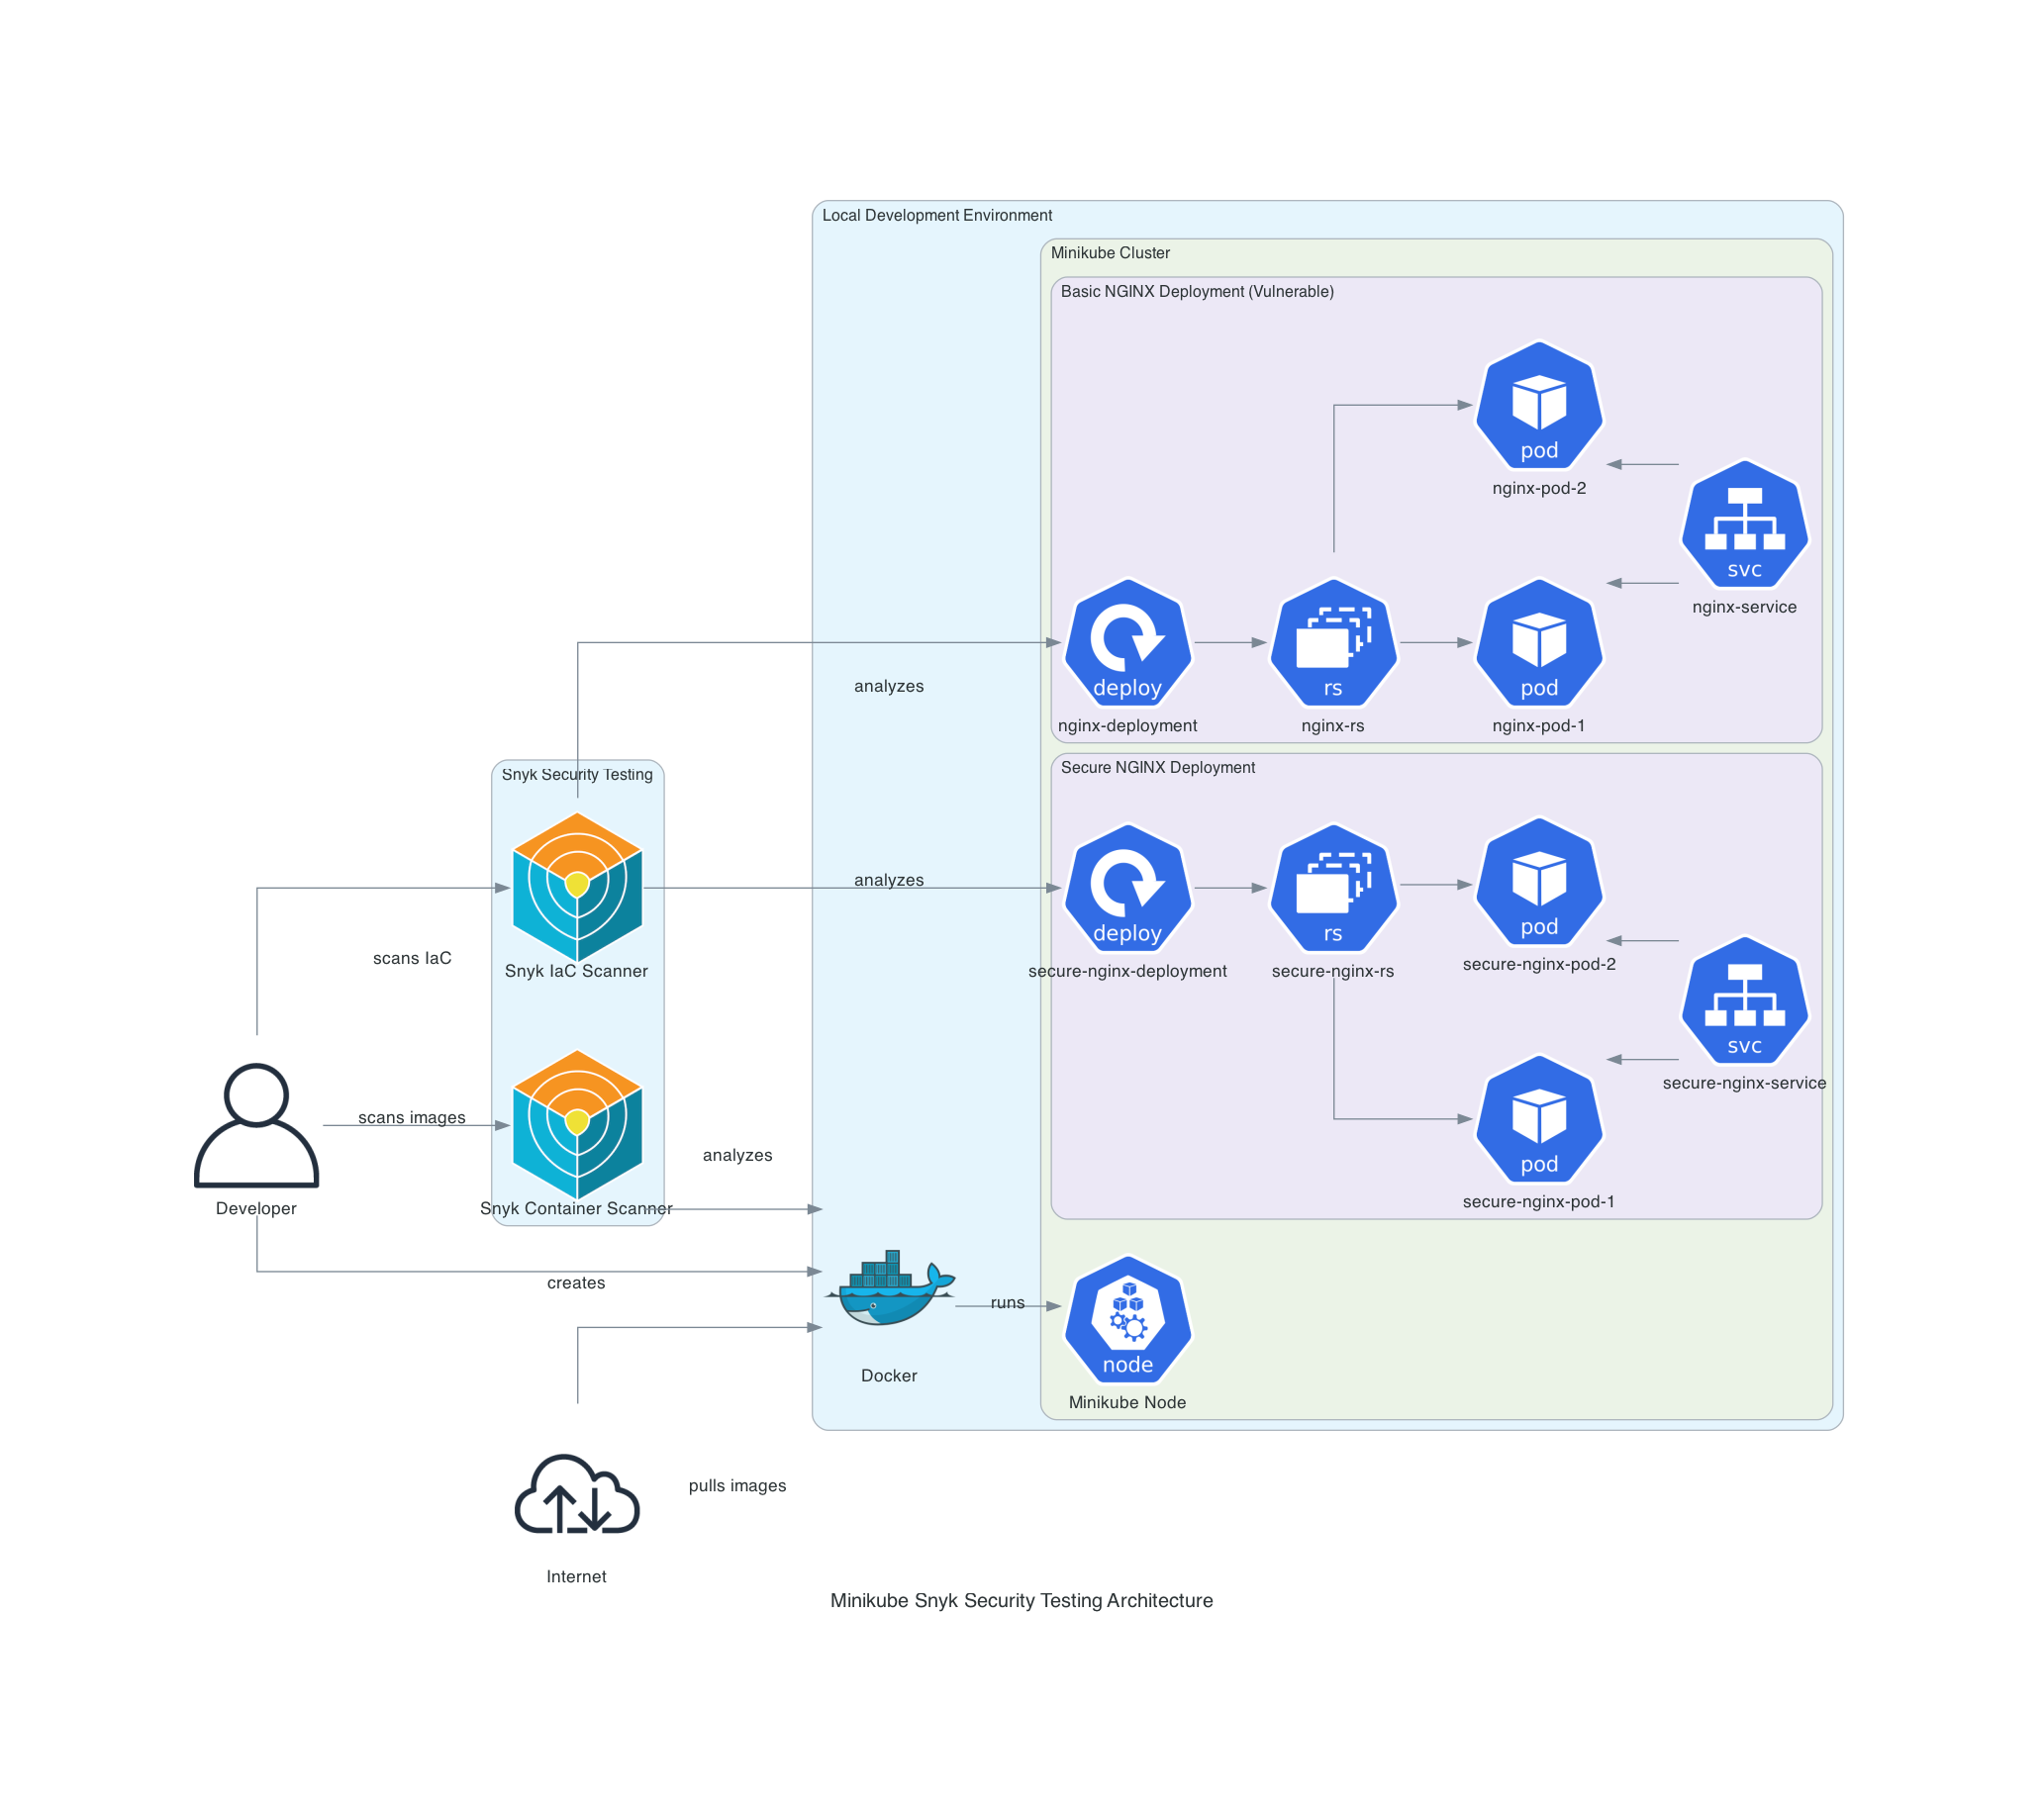 Local Development Environment
Minikube Cluster
Basic NGINX Deployment (Vulnerable)
pod
nginx-pod-2
svc
nginx-service
analyzes
deploy
nginx-deployment
rs
nginx-rs
pod
nginx-pod-1
Snyk Security Testing
Secure NGINX Deployment
analyzes
deploy
secure-nginx-deployment
rs
secure-nginx-rs
pod
secure-nginx-pod-2
svc
secure-nginx-service
pod
secure-nginx-pod-1
scans IaC
Snyk IaC Scanner
scans images
analyzes
Developer
Snyk Container Scanner
creates
Docker
runs
node
Minikube Node
pulls images
Internet
Minikube Snyk Security Testing Architecture